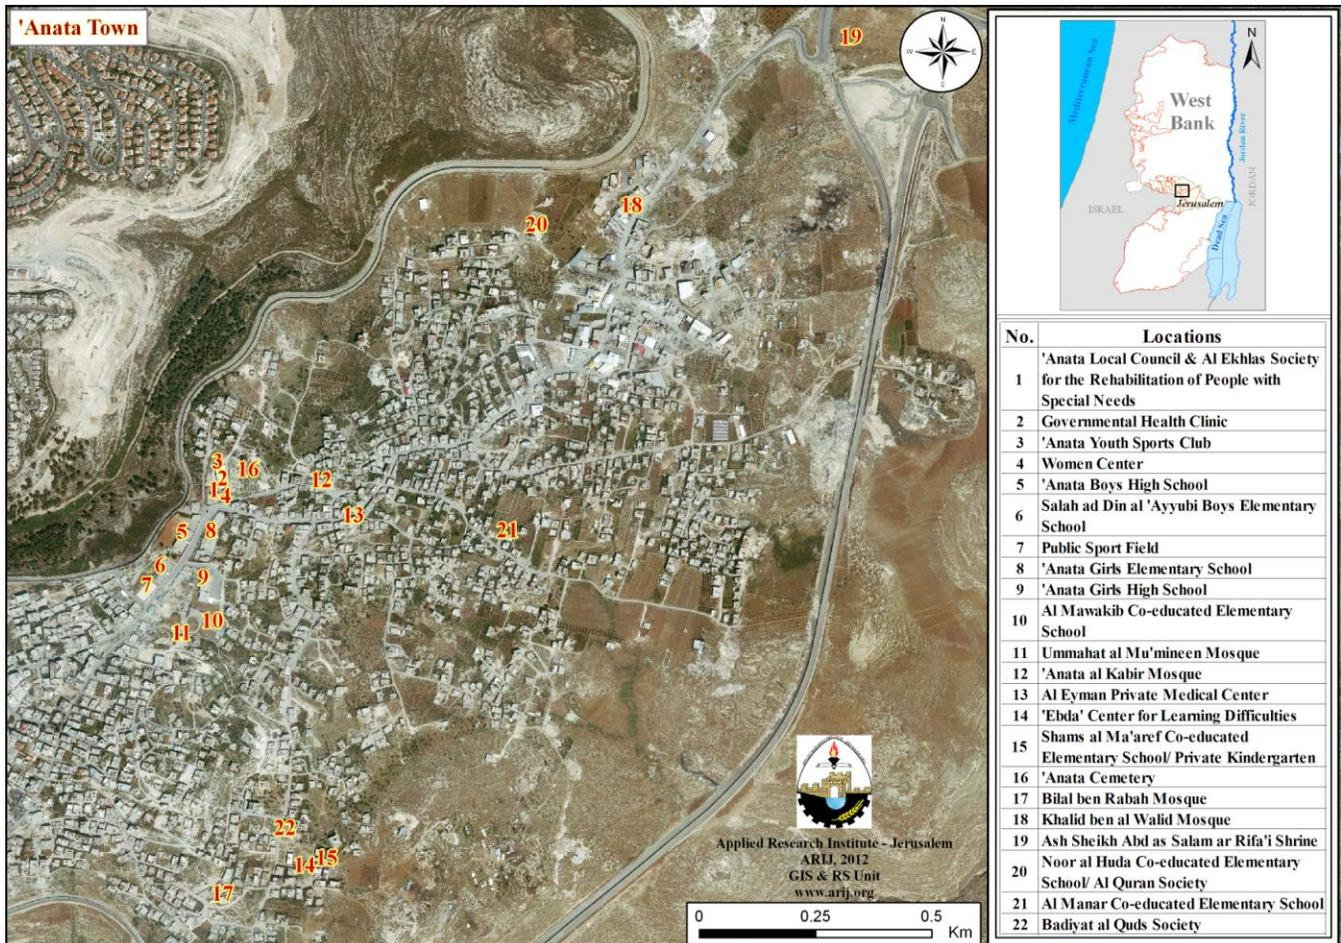 'Anata Town
N
W
E
19
18
20
3
2
16
12
1
4
13
5
8
21
6
7
9
10
11
22
14
15
17
Applied Research Institute - Jerusalem
ARIJ, 2012
GIS & RS Unit
www.arij.org
0 0.25 0.5
Km
N
Mediterranean Sea
West
Bank
Jordan River
JORDAN
ISRAEL
Jerusalem
Dead Sea
No. Locations
1 'Anata Local Council & Al Ekhlas Society
for the Rehabilitation of People with
Special Needs
2 Governmental Health Clinic
3 'Anata Youth Sports Club
4 Women Center
5 'Anata Boys High School
6 Salah ad Din al 'Ayyubi Boys Elementary
School
7 Public Sport Field
8 'Anata Girls Elementary School
9 'Anata Girls High School
10 Al Mawakib Co-educated Elementary
School
11 Ummahat al Mu'mineen Mosque
12 'Anata al Kabir Mosque
13 Al Eyman Private Medical Center
14 'Ebda' Center for Learning Difficulties
15 Shams al Ma'aref Co-educated
Elementary School/ Private Kindergarten
16 'Anata Cemetery
17 Bilal ben Rabah Mosque
18 Khalid ben al Walid Mosque
19 Ash Sheikh Abd as Salam ar Rifa'i Shrine
20 Noor al Huda Co-educated Elementary
School/ Al Quran Society
21 Al Manar Co-educated Elementary School
22 Badiyat al Quds Society